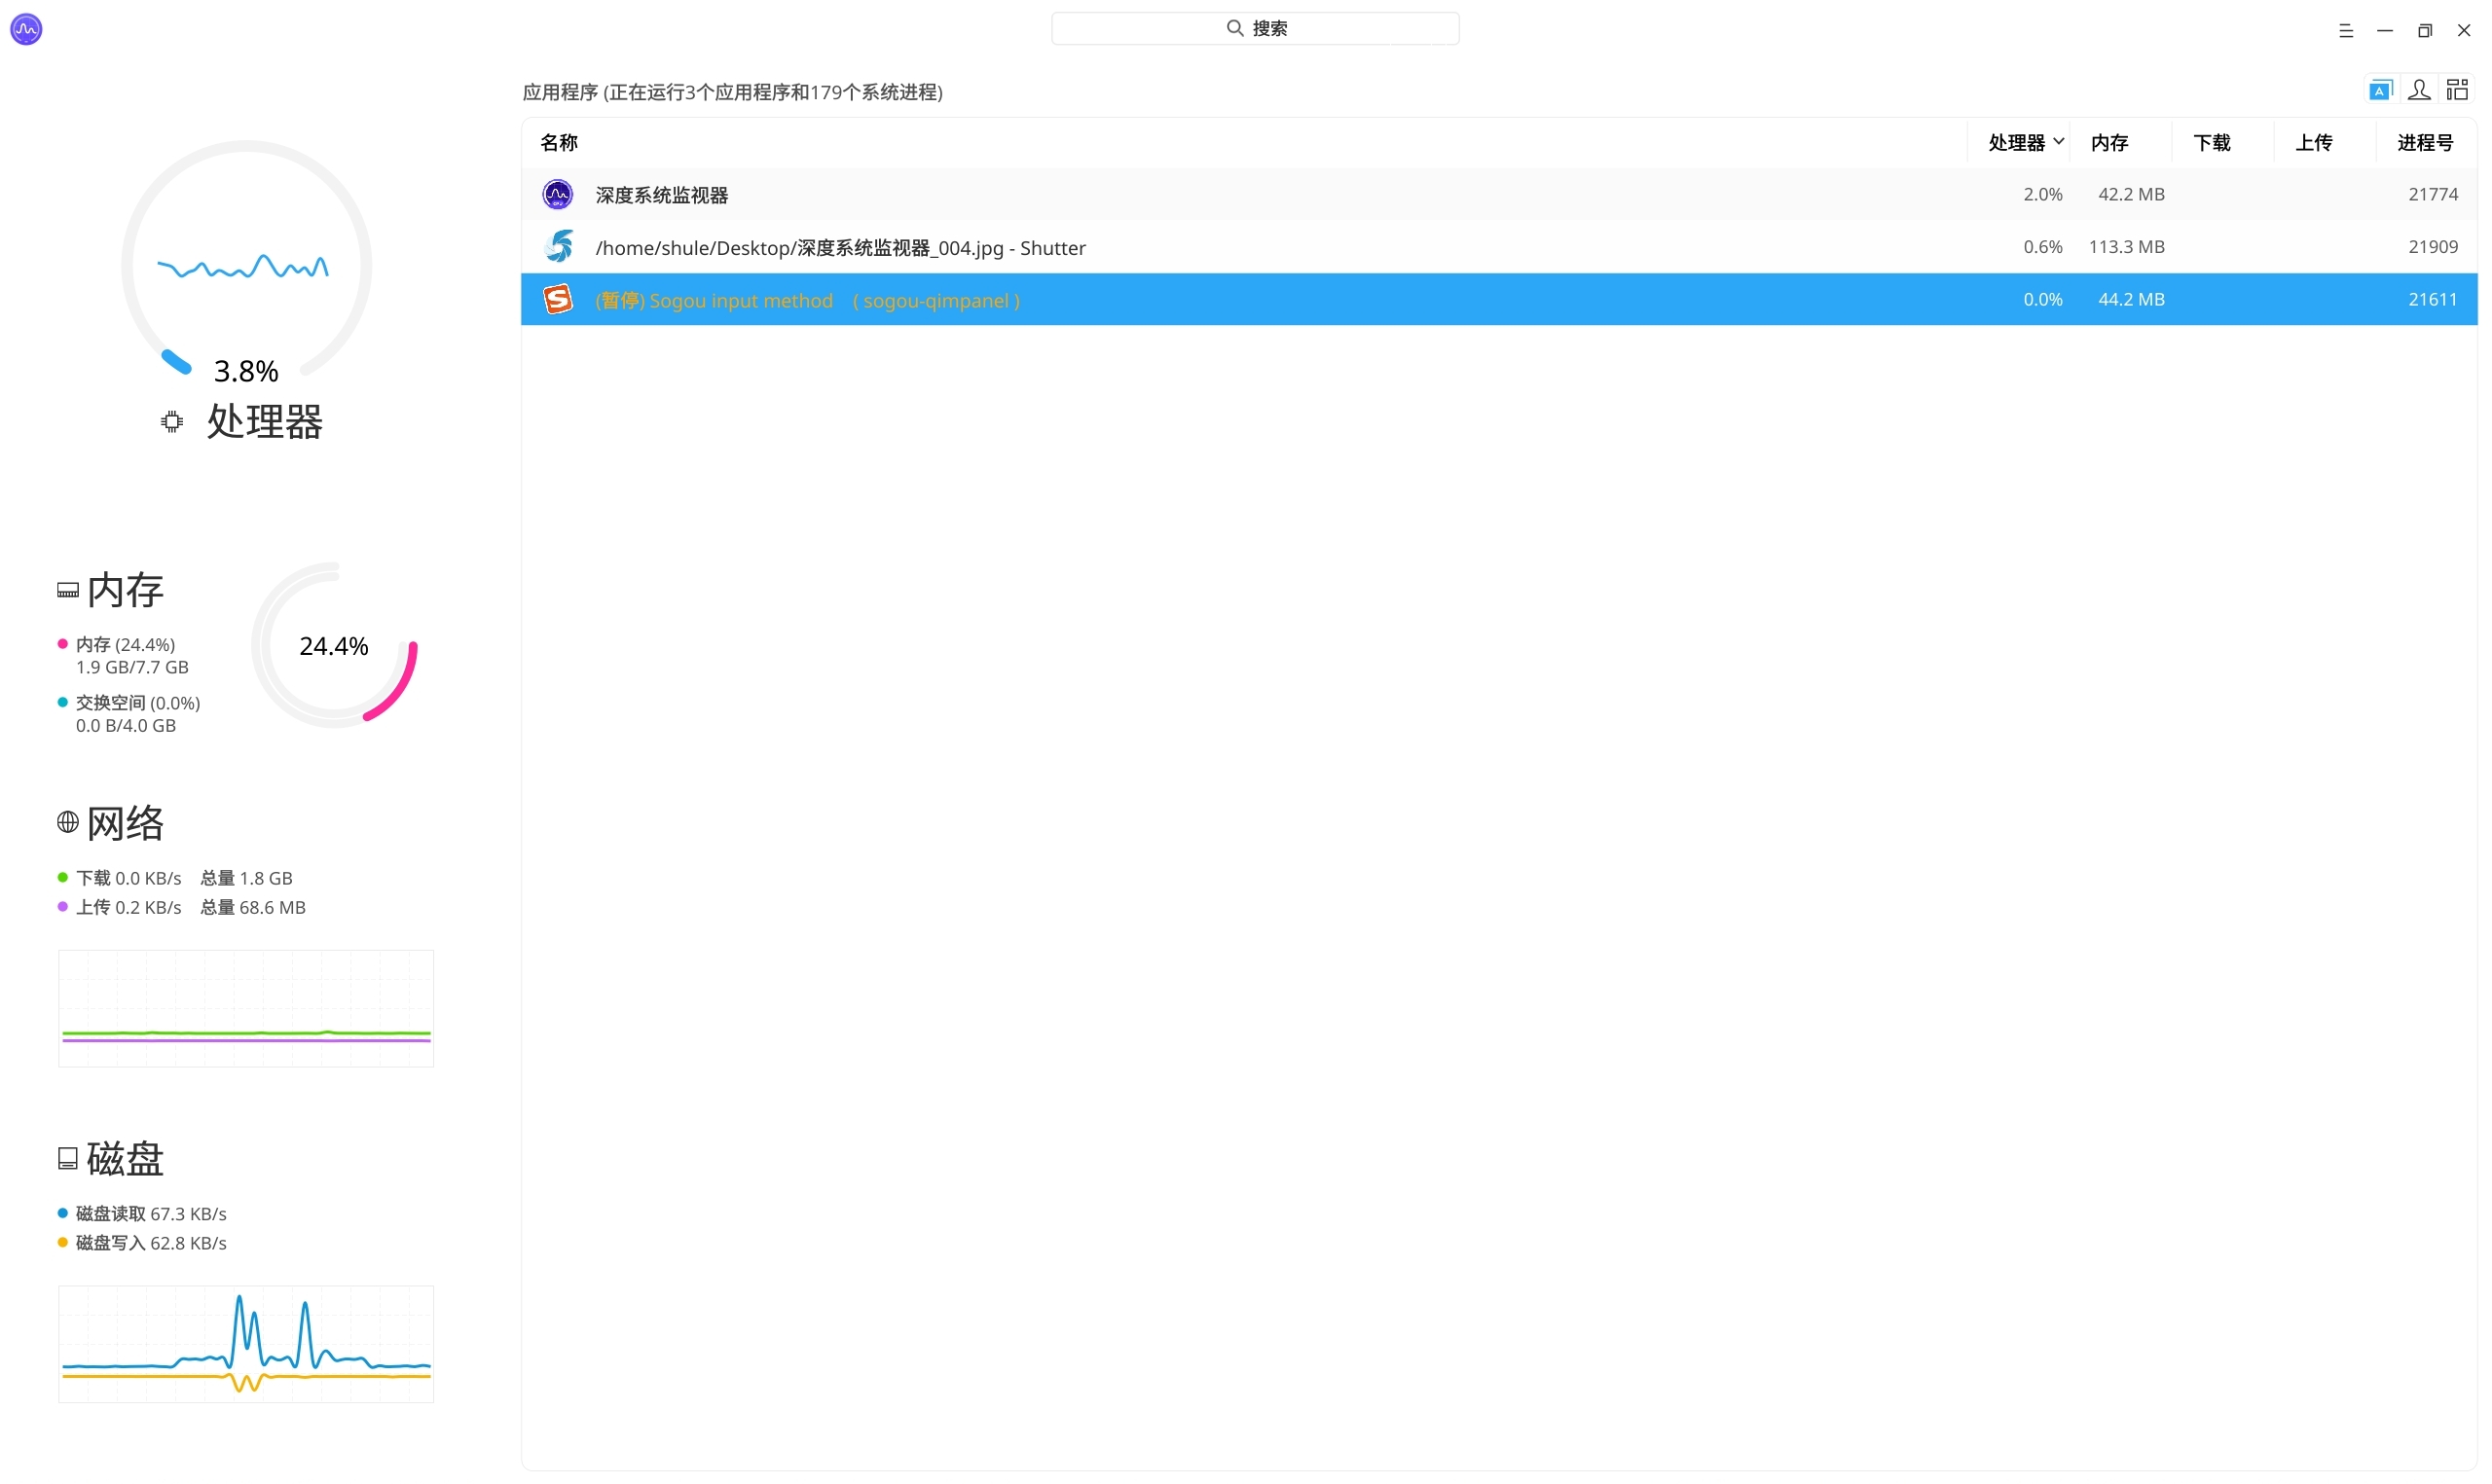 搜索
应用程序 (正在运行3个应用程序和179个系统进程)
名称 处理器 内存 下载 上传 进程号
深度系统监视器 2.0% 42.2 MB 21774
/home/shule/Desktop/深度系统监视器_004.jpg - Shutter 0.6% 113.3 MB 21909
(暂停) Sogou input method ( sogou-qimpanel ) 0.0% 44.2 MB 21611
3.8%
处理器
内存
内存 (24.4%)
1.9 GB/7.7 GB
交换空间 (0.0%)
0.0 B/4.0 GB
24.4%
网络
下载 0.0 KB/s 总量 1.8 GB
上传 0.2 KB/s 总量 68.6 MB
磁盘
磁盘读取 67.3 KB/s
磁盘写入 62.8 KB/s